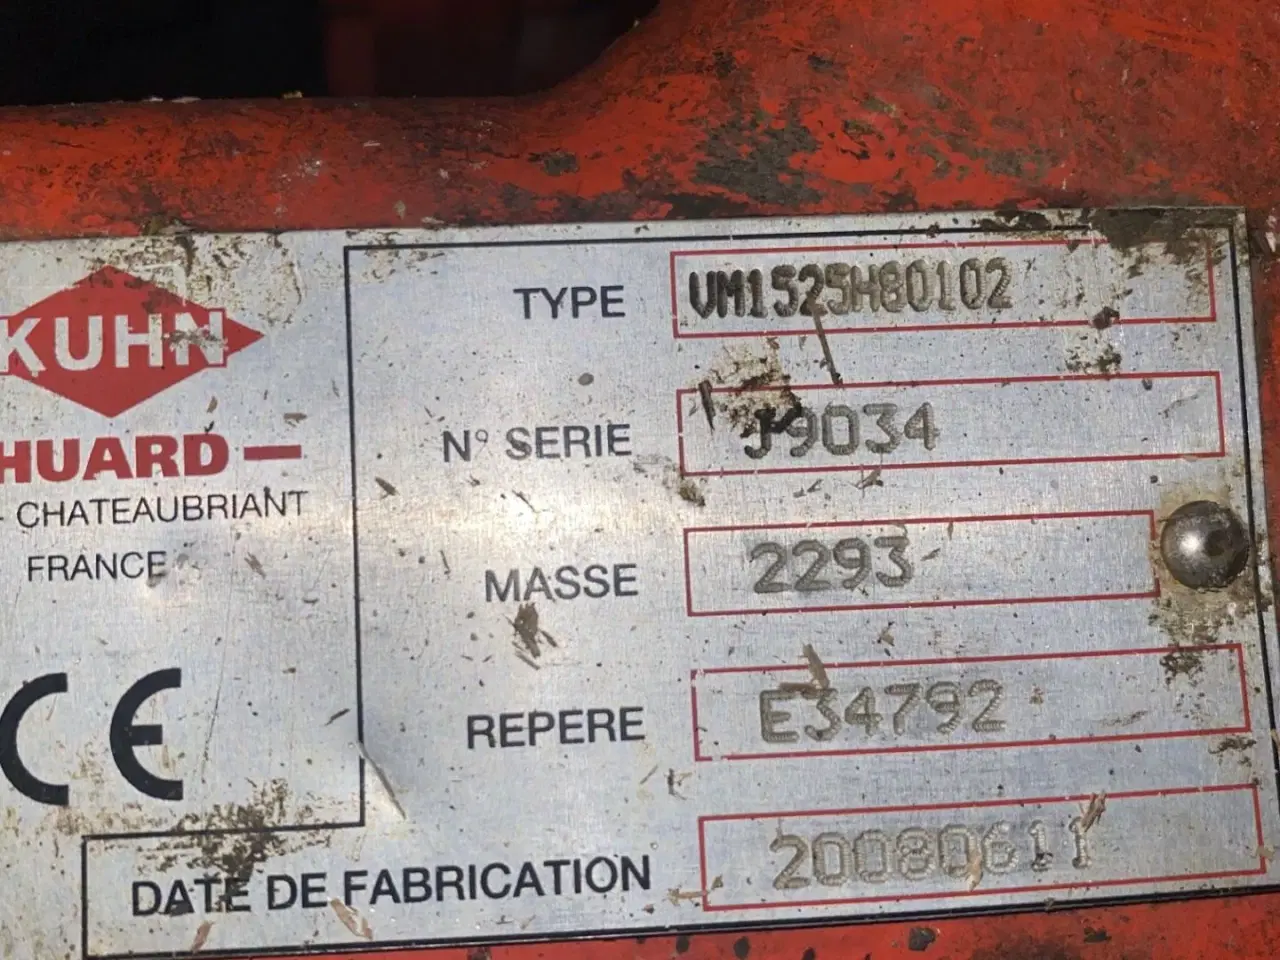 KUHN
HUARD —
- CHATEAUBRIANT
FRANCE
CE
TYPE VM1525H80102
N° SERIE J9034
MASSE 2293
REPERE E34792
DATE DE FABRICATION 20080611